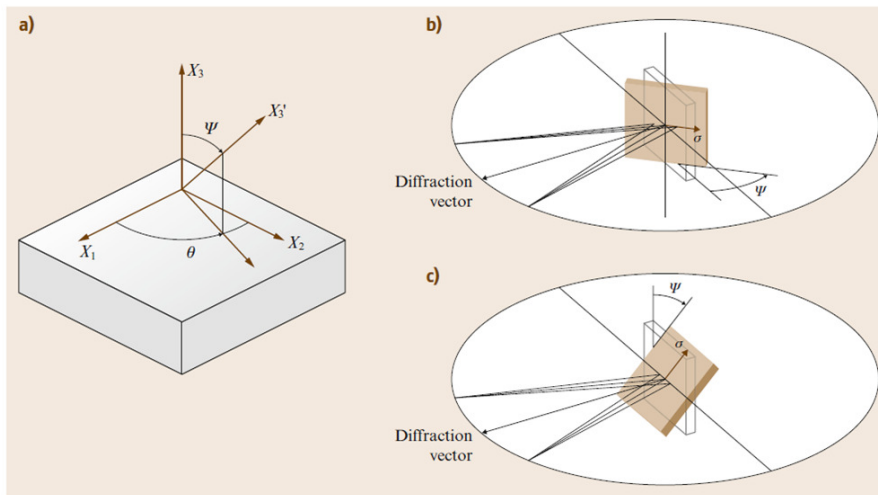 a)
X3
X3'
Ψ
X1
X2
θ
b)
σ
Diffraction
vector
Ψ
c)
Ψ
σ
Diffraction
vector